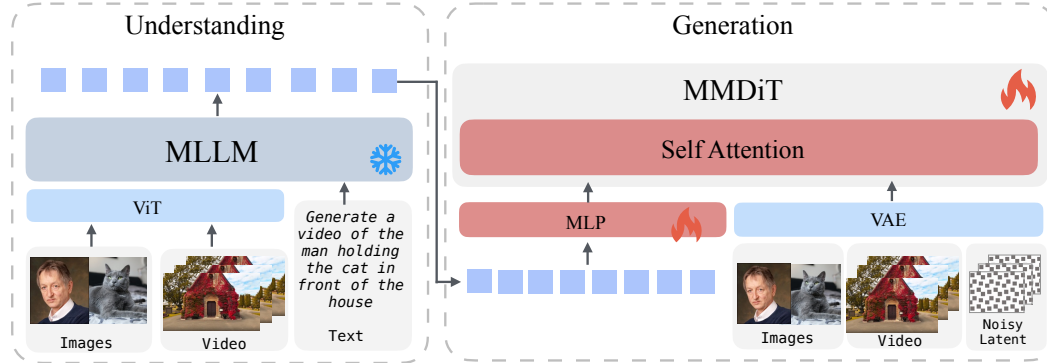 Understanding
MLLM
ViT
Images
Video
Generate a
video of the
man holding
the cat in
front of the
house
Text
Generation
MMDiT
Self Attention
MLP
VAE
Images
Video
Noisy
Latent